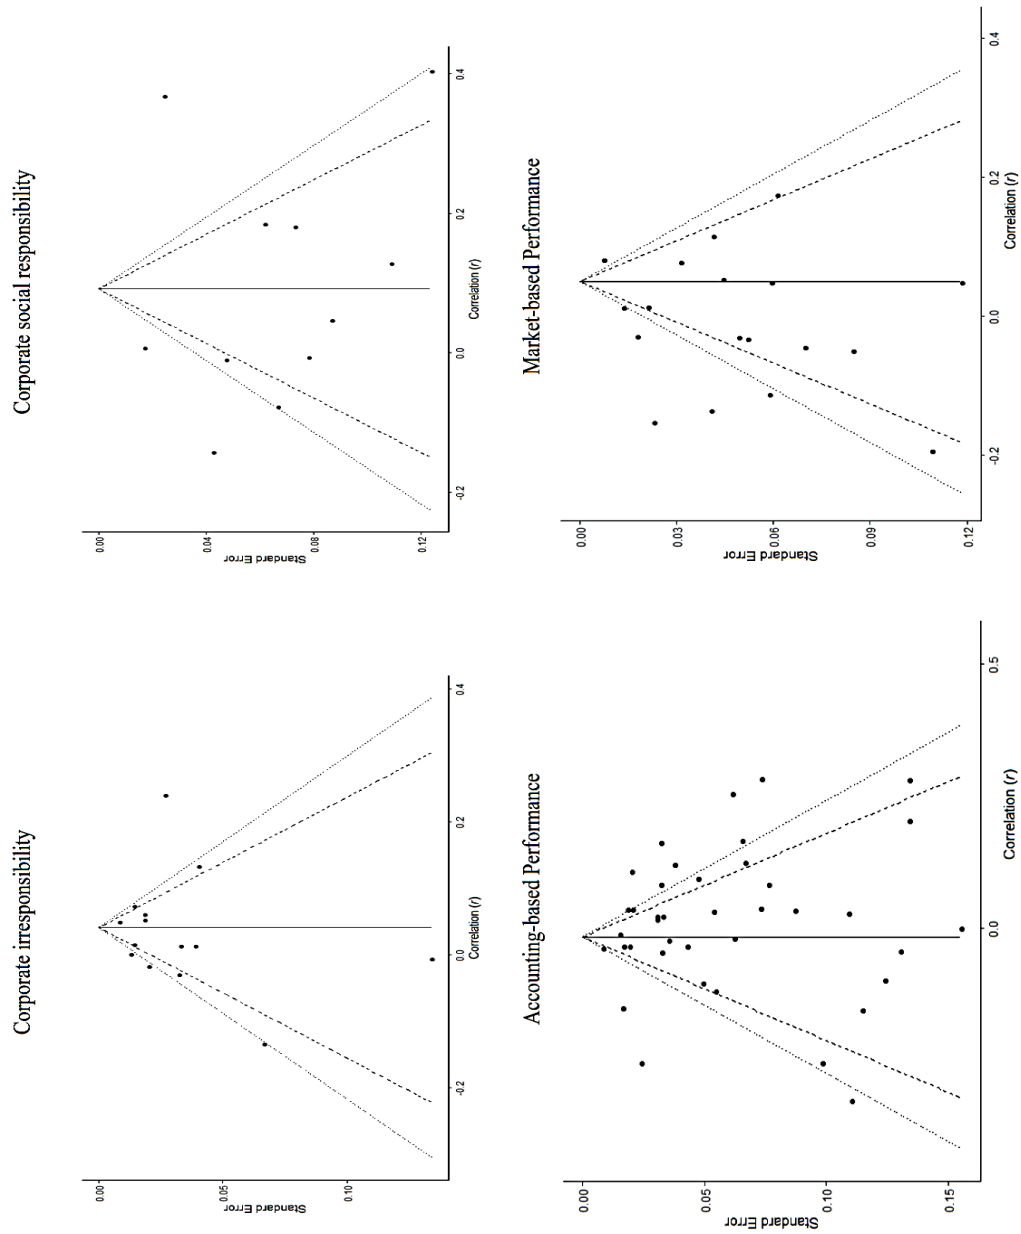 Corporate irresponsibility
Standard Error
0.00
0.05
0.10
-0.2
0.0
0.2
0.4
Correlation (r)
Corporate social responsibility
Standard Error
0.00
0.04
0.08
0.12
-0.2
0.0
0.2
0.4
Correlation (r)
Accounting-based Performance
Standard Error
0.00
0.05
0.10
0.15
0.0
0.5
Correlation (r)
Market-based Performance
Standard Error
0.00
0.03
0.06
0.09
0.12
-0.2
0.0
0.2
0.4
Correlation (r)